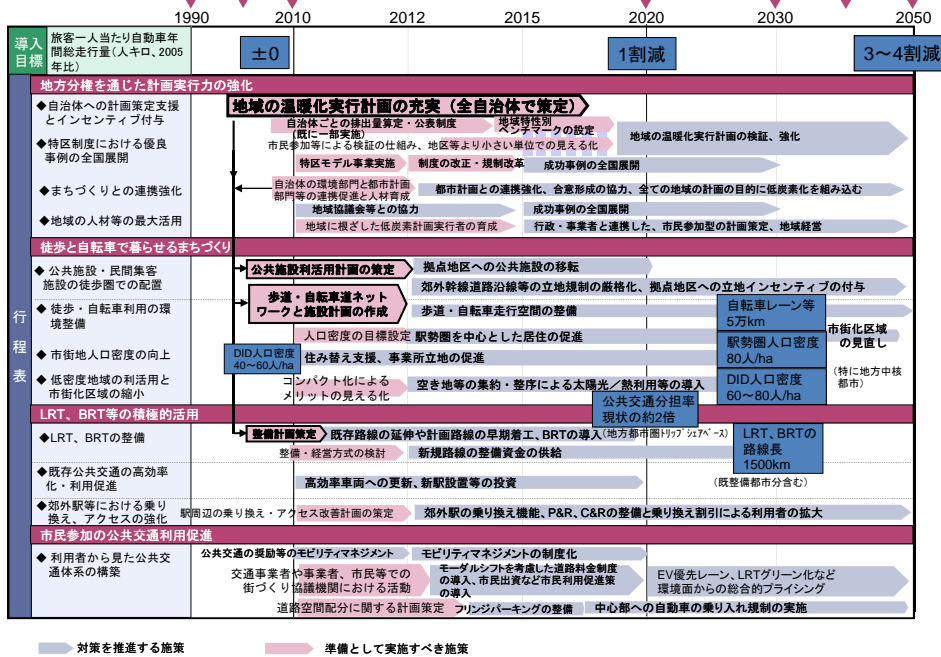 1990
2000
2010
2012
2015
2020
2030
2050
導入
目標
旅客一人当たり自動車年
間総走行量(人キロ、2005
年比)
±0
1割減
3～4割減
行
程
表
地方分権を通じた計画実行力の強化
◆自治体への計画策定支援
とインセンティブ付与
地域の温暖化実行計画の充実（全自治体で策定）
自治体ごとの排出量算定・公表制度
(既に一部実施)
地域特性別
ベンチマークの設定
地域の温暖化実行計画の検証、強化
市民参加等による検証の仕組み、地区等より小さい単位での見える化
◆特区制度における優良
事例の全国展開
特区モデル事業実施
制度の改正・規制改革
成功事例の全国展開
◆まちづくりとの連携強化
自治体の環境部門と都市計画
部門等の連携促進と人材育成
都市計画との連携強化、合意形成の協力、全ての地域の計画の目的に低炭素化を組み込む
◆地域の人材等の最大活用
地域協議会等との協力
成功事例の全国展開
地域に根ざした低炭素計画実行者の育成
行政・事業者と連携した、市民参加型の計画策定、地域経営
徒歩と自転車で暮らせるまちづくり
◆ 公共施設・民間集客
施設の徒歩圏での配置
公共施設利活用計画の策定
拠点地区への公共施設の移転
郊外幹線道路沿線等の立地規制の厳格化、拠点地区への立地インセンティブの付与
◆ 徒歩・自転車利用の環
境整備
歩道・自転車道ネット
ワークと施設計画の作成
歩道・自転車走行空間の整備
自転車レーン等
5万km
人口密度の目標設定
駅勢圏を中心とした居住の促進
市街化区域
の見直し
◆ 市街地人口密度の向上
DID人口密度
40～60人/ha
住み替え支援、事業所立地の促進
駅勢圏人口密度
80人/ha
◆ 低密度地域の利活用と
市街化区域の縮小
コンパクト化による
メリットの見える化
空き地等の集約・整序による太陽光／熱利用等の導入
DID人口密度
60～80人/ha
(特に地方中核
都市)
公共交通分担率
現状の約2倍
LRT、BRT等の積極的活用
◆LRT、BRTの整備
整備計画策定
既存路線の延伸や計画路線の早期着工、BRTの導入
(地方都市圏トリップシェアベース)
整備・経営方式の検討
新規路線の整備資金の供給
LRT、BRTの
路線長
1500km
(既整備都市分含む)
◆既存公共交通の高効率
化・利用促進
高効率車両への更新、新駅設置等の投資
◆郊外駅等における乗り
換え、アクセスの強化
駅周辺の乗り換え・アクセス改善計画の策定
郊外駅の乗り換え機能、P&R、C&Rの整備と乗り換え割引による利用者の拡大
市民参加の公共交通利用促進
◆ 利用者から見た公共交
通体系の構築
公共交通の奨励等のモビリティマネジメント
モビリティマネジメントの制度化
交通事業者や事業者、市民等での
街づくり協議機関における活動
モーダルシフトを考慮した道路料金制度
の導入、市民出資など市民利用促進策
の導入
EV優先レーン、LRTグリーン化など
環境面からの総合的プライシング
道路空間配分に関する計画策定
フリンジパーキングの整備
中心部への自動車の乗り入れ規制の実施
対策を推進する施策
準備として実施すべき施策